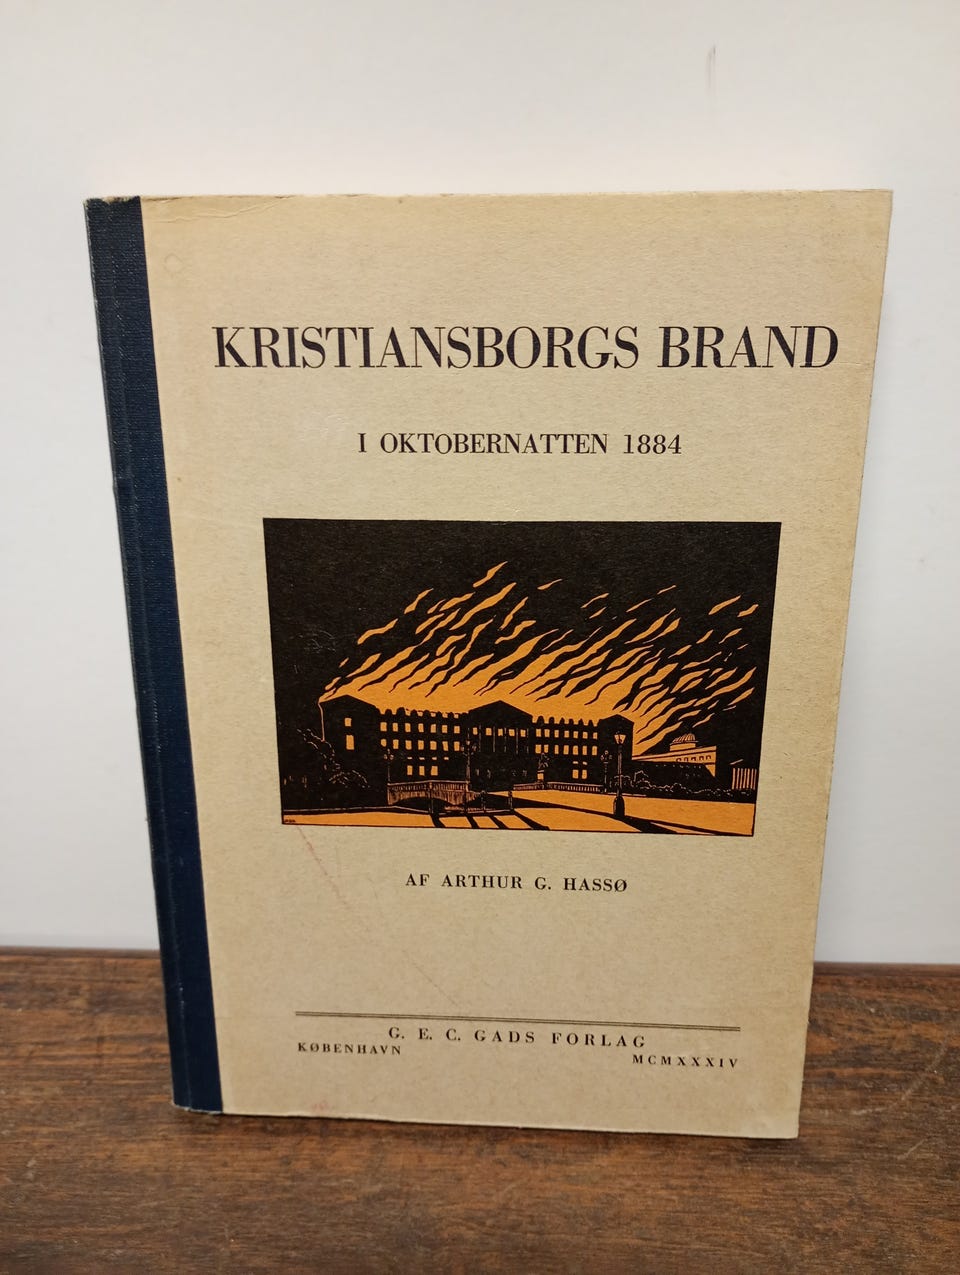 KRISTIANSBORGS BRAND
I OKTOBERNATTEN 1884
AF ARTHUR G. HASSØ
G. E. C. GADS FORLAG
KØBENHAVN
MCMXXXIV